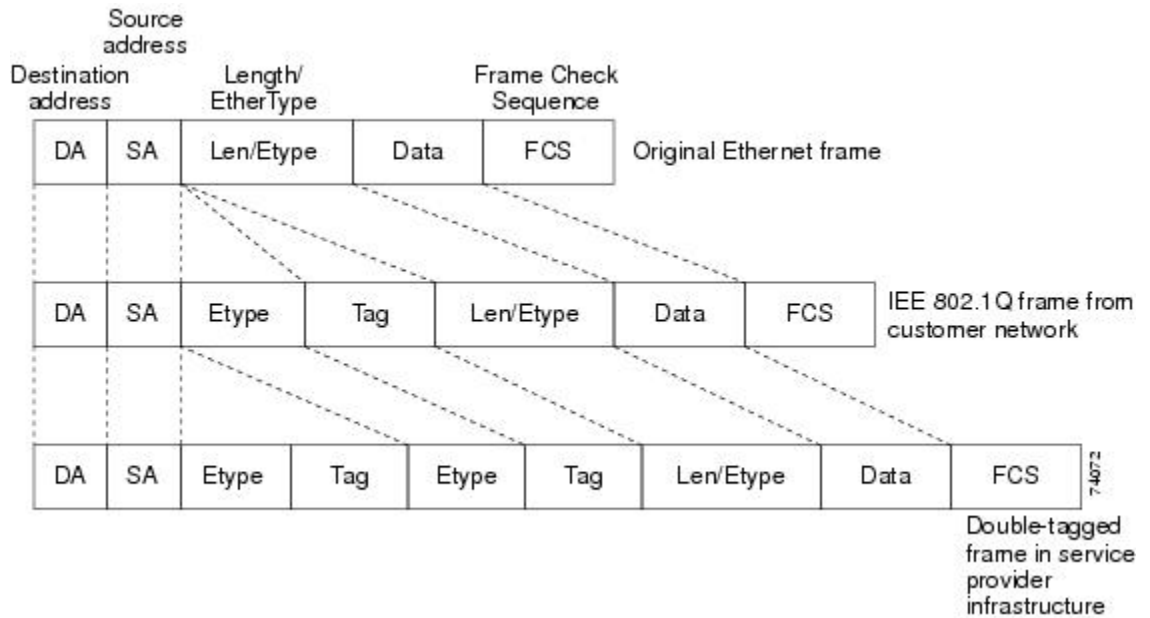 Source
address
Destination
address
Length/
EtherType
Frame Check
Sequence
DA SA Len/Etype Data FCS Original Ethernet frame
DA SA Etype Tag Len/Etype Data FCS
IEE 802.1Q frame from
customer network
DA SA Etype Tag Etype Tag Len/Etype Data FCS
74072
Double-tagged
frame in service
provider
infrastructure